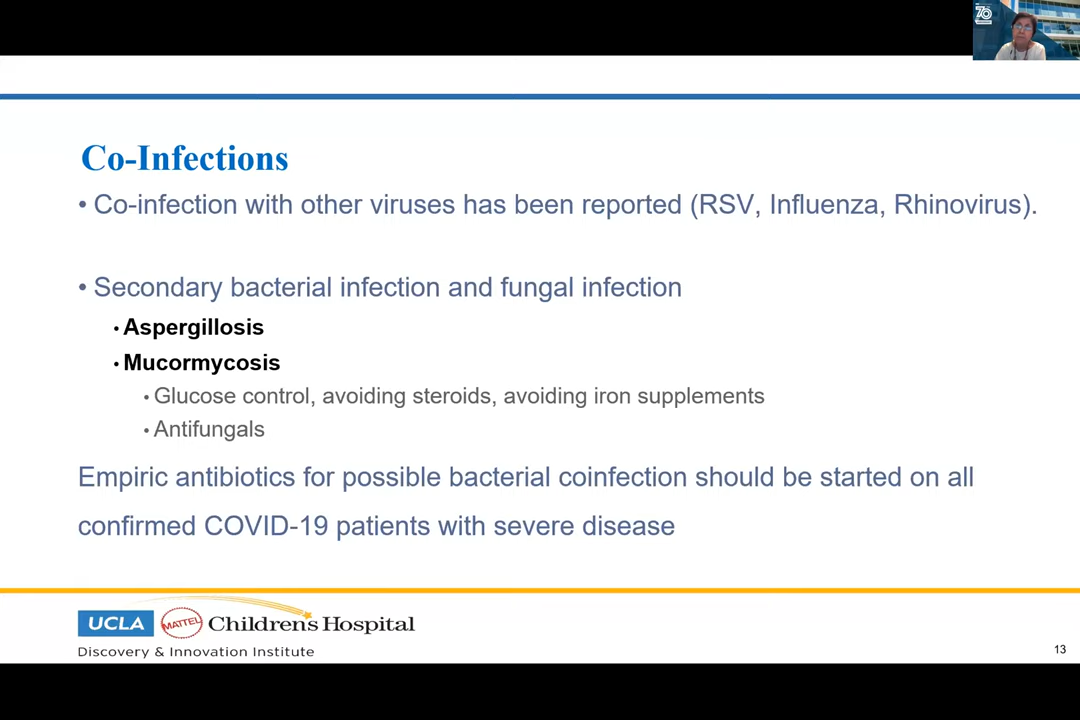 70
Co-Infections
• Co-infection with other viruses has been reported (RSV, Influenza, Rhinovirus).
• Secondary bacterial infection and fungal infection
• Aspergillosis
• Mucormycosis
• Glucose control, avoiding steroids, avoiding iron supplements
• Antifungals
Empiric antibiotics for possible bacterial coinfection should be started on all
confirmed COVID-19 patients with severe disease
UCLA MATTEL Children's Hospital
Discovery & Innovation Institute
13